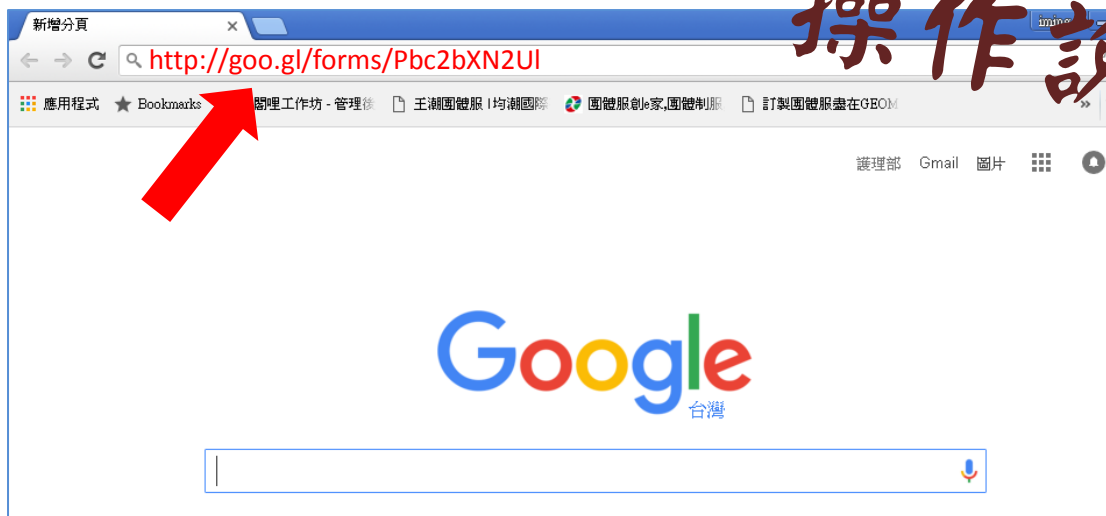 操作說
新增分頁
http://goo.gl/forms/Pbc2bXN2Ul
應用程式 Bookmarks 閣哩工作坊 - 管理後 王潮團體服 | 均潮國際 團體服創e家,團體制服 訂製團體服盡在GEOM »
護理部 Gmail 圖片
Google
台灣